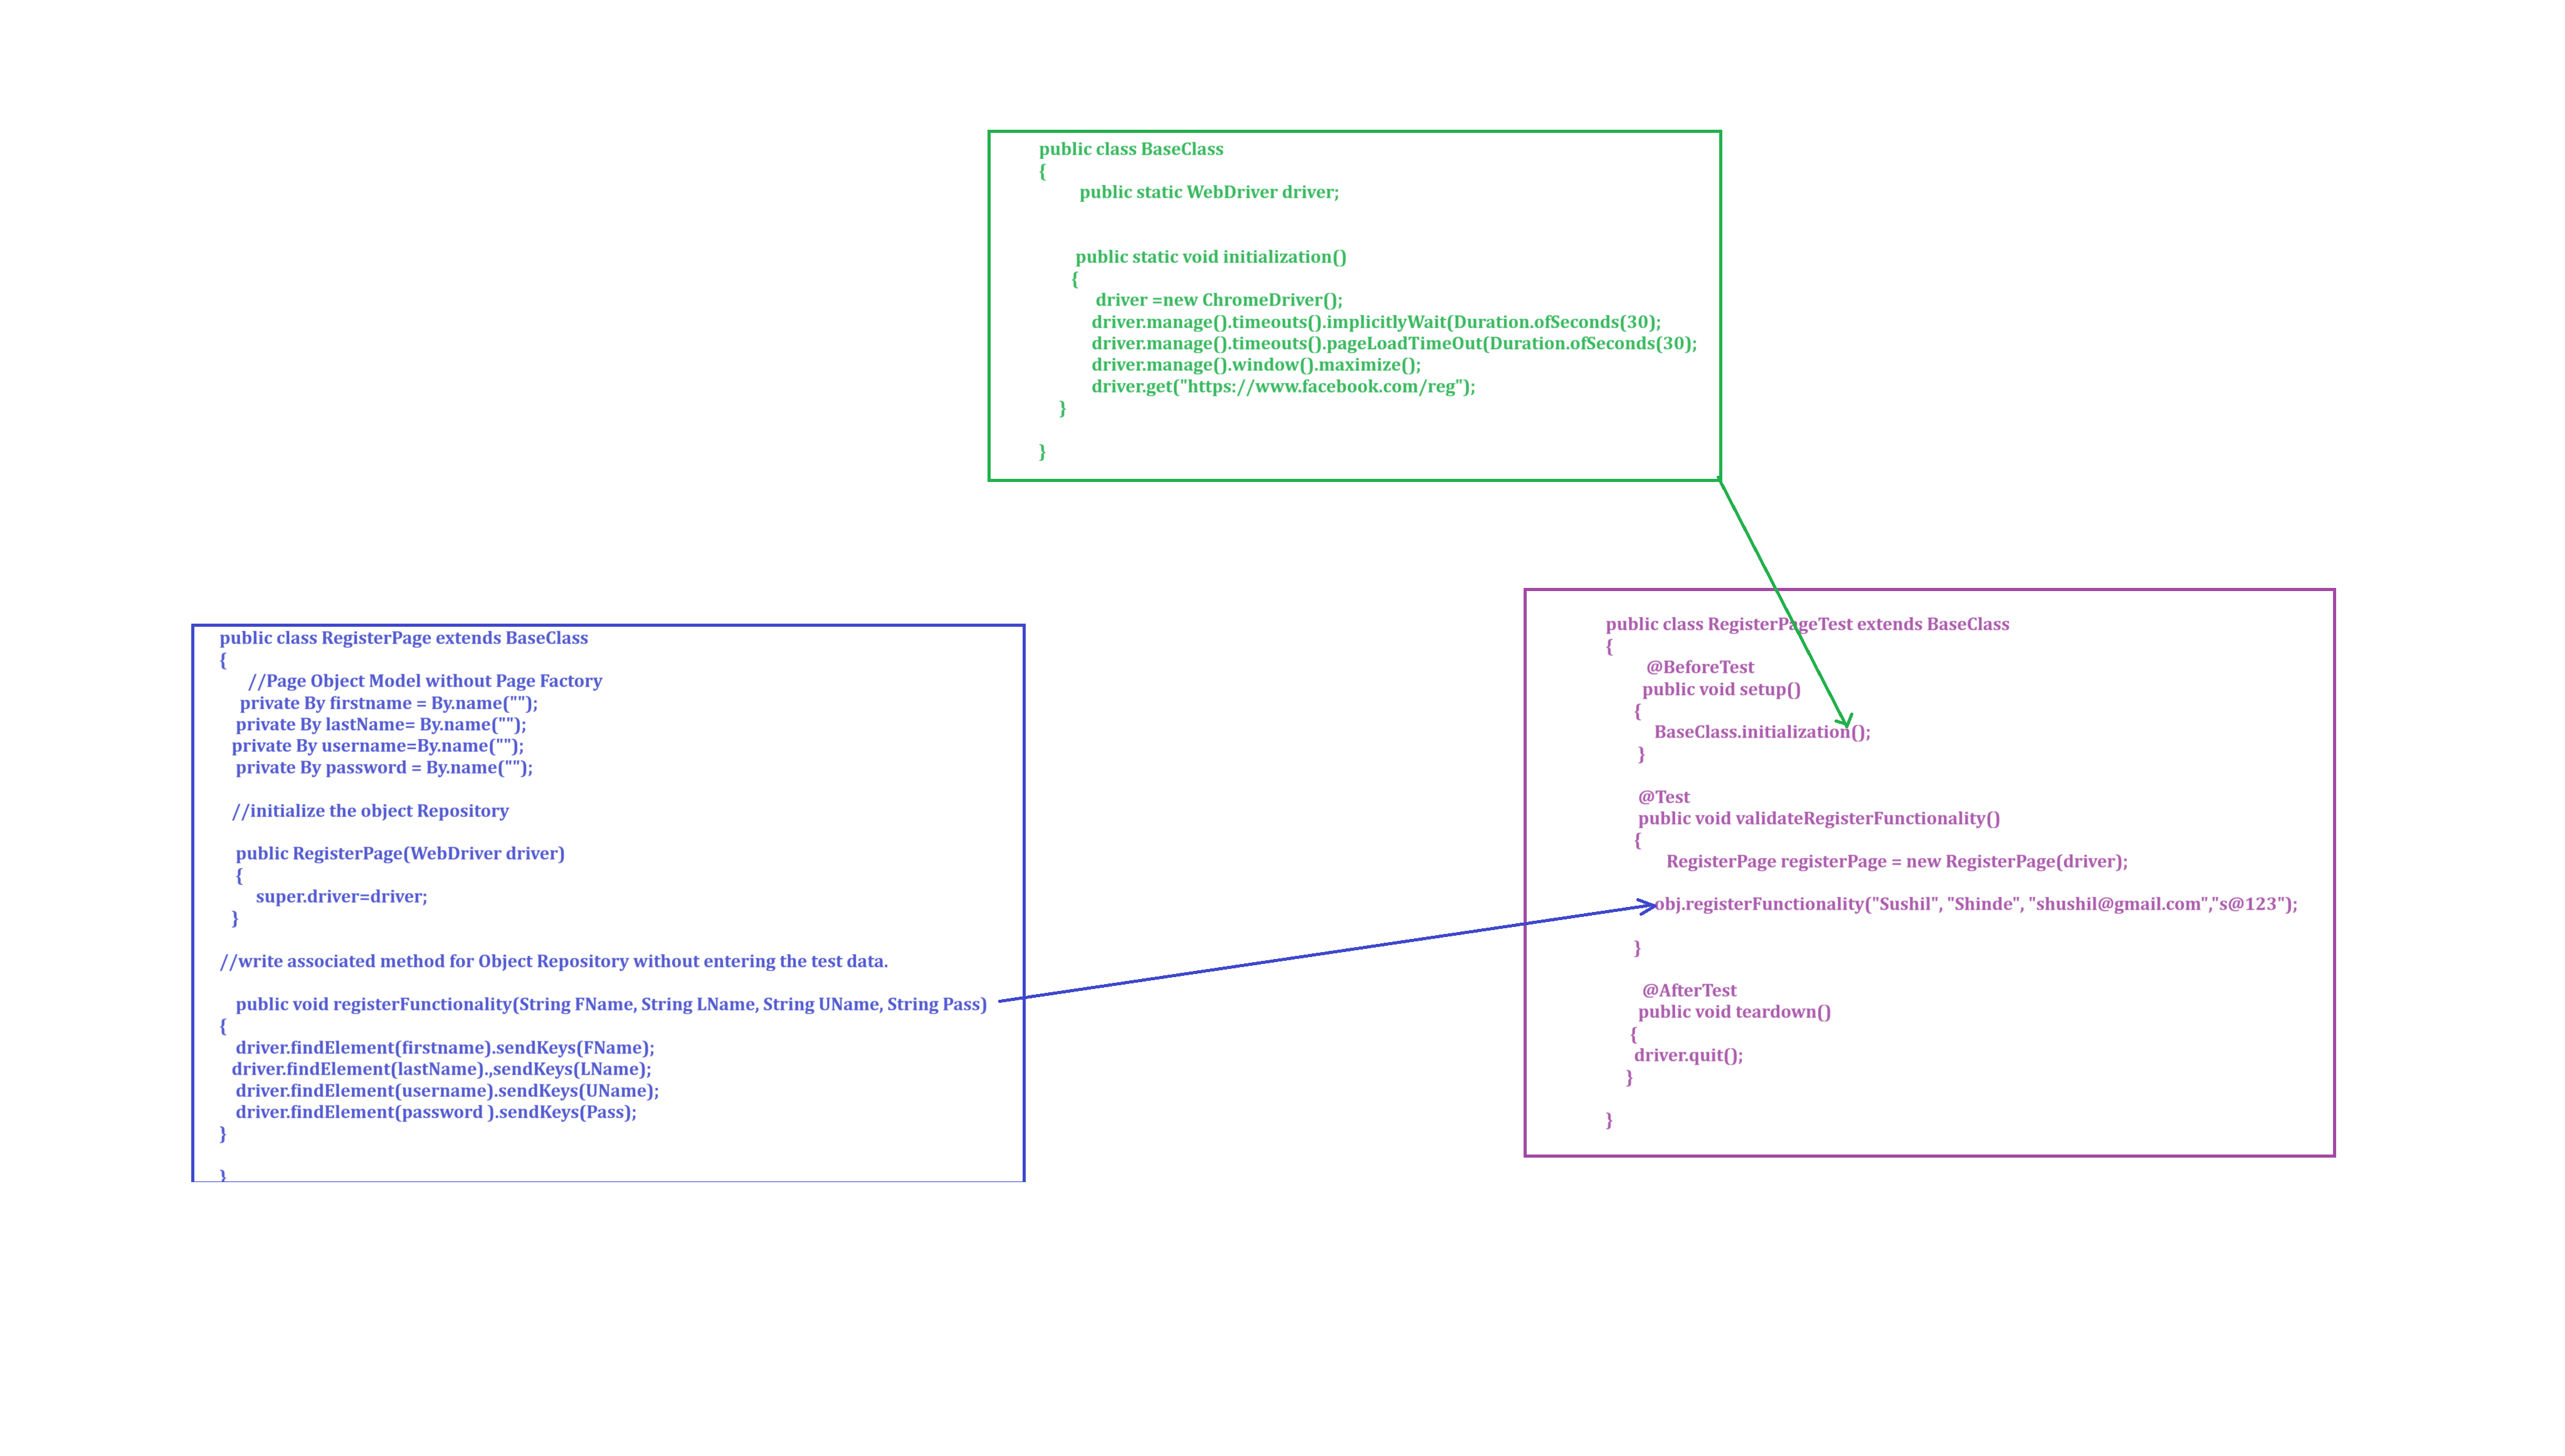 public class BaseClass
{
public static WebDriver driver;
public static void initialization()
{
driver =new ChromeDriver();
driver.manage().timeouts().implicitlyWait(Duration.ofSeconds(30);
driver.manage().timeouts().pageLoadTimeOut(Duration.ofSeconds(30);
driver.manage().window().maximize();
driver.get("https://www.facebook.com/reg");
}
}
public class RegisterPage extends BaseClass
{
//Page Object Model without Page Factory
private By firstname = By.name("");
private By lastName= By.name("");
private By username=By.name("");
private By password = By.name("");
//initialize the object Repository
public RegisterPage(WebDriver driver)
{
super.driver=driver;
}
//write associated method for Object Repository without entering the test data.
public void registerFunctionality(String FName, String LName, String UName, String Pass)
{
driver.findElement(firstname).sendKeys(FName);
driver.findElement(lastName).,sendKeys(LName);
driver.findElement(username).sendKeys(UName);
driver.findElement(password ).sendKeys(Pass);
}
}
public class RegisterPageTest extends BaseClass
{
@BeforeTest
public void setup()
{
BaseClass.initialization();
}
@Test
public void validateRegisterFunctionality()
{
RegisterPage registerPage = new RegisterPage(driver);
obj.registerFunctionality("Sushil", "Shinde", "shushil@gmail.com","s@123");
}
@AfterTest
public void teardown()
{
driver.quit();
}
}